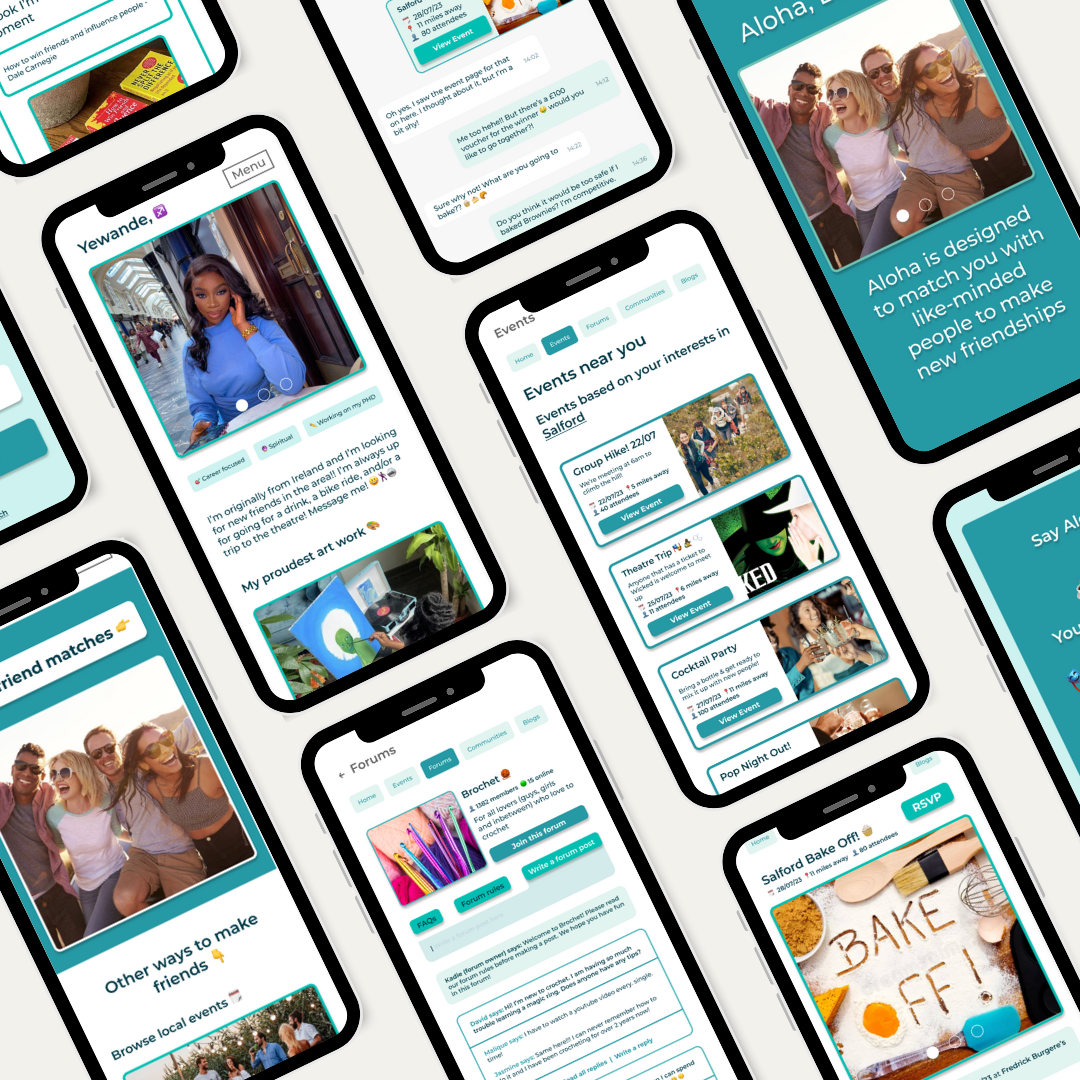 ook I'm
oment
How to win friends and influence people -
Dale Carnegie
NEVER
SPLIT THE
DIFFERENCE
Salford
28/07/23
11 miles away
80 attendees
View Event
14:02
Oh yes, I saw the event page for that
on here. I thought about it, but I'm a
bit shy!
14:12
Me too hehe!! But there's a £100
voucher for the winner 😄 would you
like to go together?!
14:22
Sure why not! What are you going to
bake??
14:36
Do you think it would be too safe if I
baked Brownies? I'm competitive.
Aloha,
Aloha is designed
to match you with
like-minded
people to make
new friendships
Menu
Yewande, ♐
Career focused
Spiritual
Working on my PHD
I'm originally from Ireland and I'm looking
for new friends in the area!! I'm always up
for going for a drink, a bike ride, and/or a
trip to the theatre! Message me!
My proudest art work 🎨
Events
Home
Events
Forums
Communities
Blogs
Events near you
Events based on your interests in
Salford
Group Hike! 22/07
We're meeting at 6am to
climb the hill!
22/07/23 📍5 miles away
👤 40 attendees
View Event
Theatre Trip
Anyone that has a ticket to
Wicked is welcome to meet
up
25/07/23 📍6 miles away
👤11 attendees
View Event
KED
Cocktail Party
Bring a bottle & get ready to
mix it up with new people!
27/07/23 📍11 miles away
👤100 attendees
View Event
Pop Night Out!
ch
Say Alo
You
friend matches 👉
Other ways to make
friends 👇
Browse local events
← Forums
Home
Events
Forums
Communities
Blogs
Brochet
👤 1382 members 🟢 15 online
For all lovers (guys, girls
and inbetween) who love to
crochet
Join this forum
FAQs
Forum rules
Write a forum post
Kadie (forum owner) says: Welcome to Brochet! Please read
our forum rules before making a post. We hope you have fun
in this forum!
David says: Hi! I'm new to crochet. I am having so much
trouble learning a magic ring. Does anyone have any tips?
Malique says: I have to watch a youtube video every. single.
time!
Jasmine says: Same here!!! I can never remember how to
o it and I have been crocheting for over 2 years now!
ad all replies | Write a reply
I can spend
Home
Blogs
RSVP
Salford Bake Off! 🧁
28/07/23 📍11 miles away 👤 80 attendees
BAKE
OFF!
/23 at Fredrick Burgere's